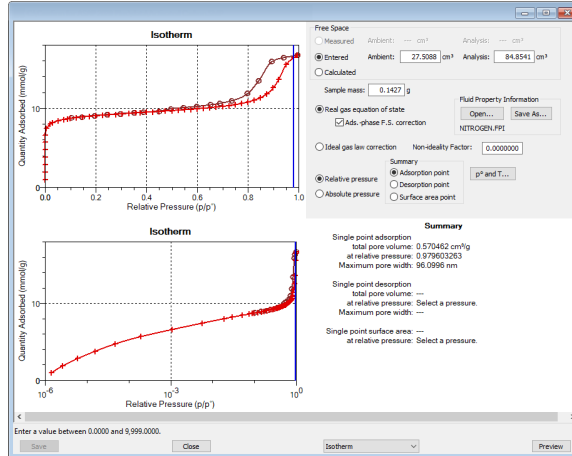 Isotherm
Quantity Adsorbed (mmol/g)
20
10
0
0.0 0.2 0.4 0.6 0.8 1.0
Relative Pressure (p/p°)
Isotherm
Quantity Adsorbed (mmol/g)
20
10
0
10-6 10-3 100
Relative Pressure (p/p°)
Free Space
Measured Ambient: --- cm³ Analysis: --- cm³
Entered Ambient: 27.5088 cm³ Analysis: 84.8541 cm³
Calculated
Sample mass: 0.1427 g
Real gas equation of state
Ads.-phase F.S. correction
Fluid Property Information
Open... Save As...
NITROGEN.FPI
Ideal gas law correction Non-ideality Factor: 0.0000000
Relative pressure
Absolute pressure
Summary
Adsorption point
Desorption point
Surface area point
p° and T...
Summary
Single point adsorption
total pore volume: 0.570462 cm³/g
at relative pressure: 0.979603263
Maximum pore width: 96.0996 nm
Single point desorption
total pore volume: ---
at relative pressure: Select a pressure.
Maximum pore width: ---
Single point surface area: ---
at relative pressure: Select a pressure.
Enter a value between 0.0000 and 9,999.0000.
Save Close Isotherm Preview